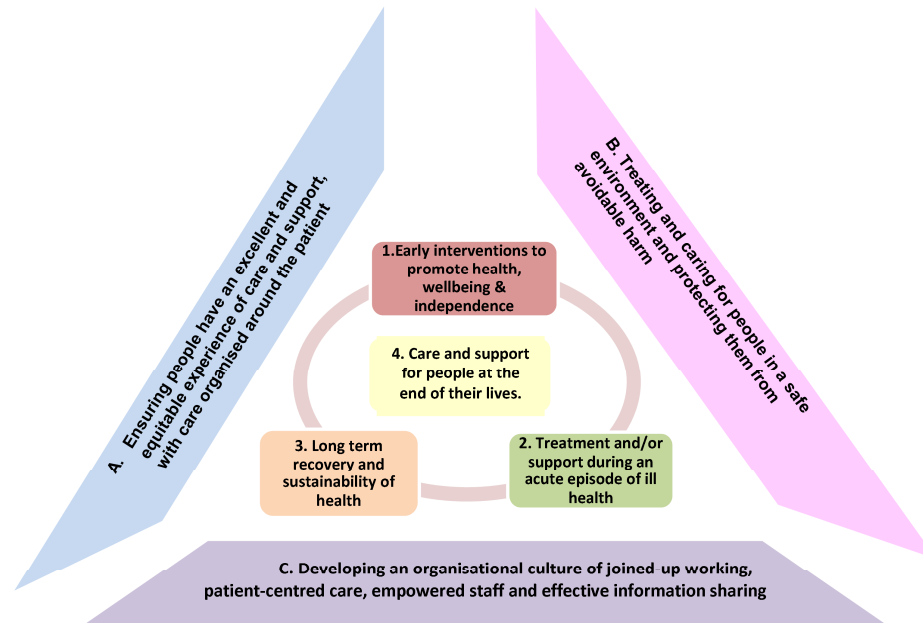 A. Ensuring people have an excellent and
equitable experience of care and support,
with care organised around the patient
B. Treating and caring for people in a safe
environment and protecting them from
avoidable harm
1.Early interventions to
promote health,
wellbeing &
independence
4. Care and support
for people at the
end of their lives.
3. Long term
recovery and
sustainability of
health
2. Treatment and/or
support during an
acute episode of ill
health
C. Developing an organisational culture of joined-up working,
patient-centred care, empowered staff and effective information sharing